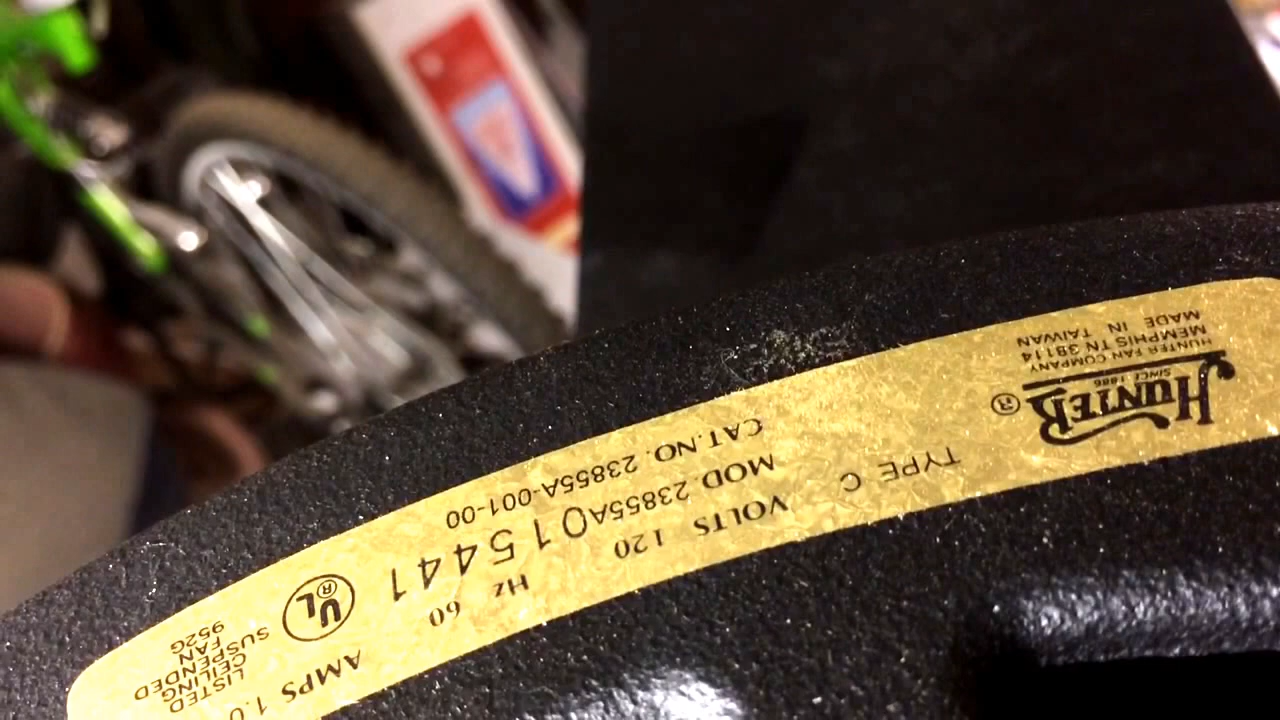 HUNTER ®
SINCE 1886
HUNTER FAN COMPANY
MEMPHIS TN 38114
MADE IN TAIWAN
TYPE C
VOLTS 120 Hz 60 AMPS 1.0
MOD. 23855A015441
CAT.NO. 23855A-001-00
UL ®
LISTED
CEILING
SUSPENDED
FAN
952G